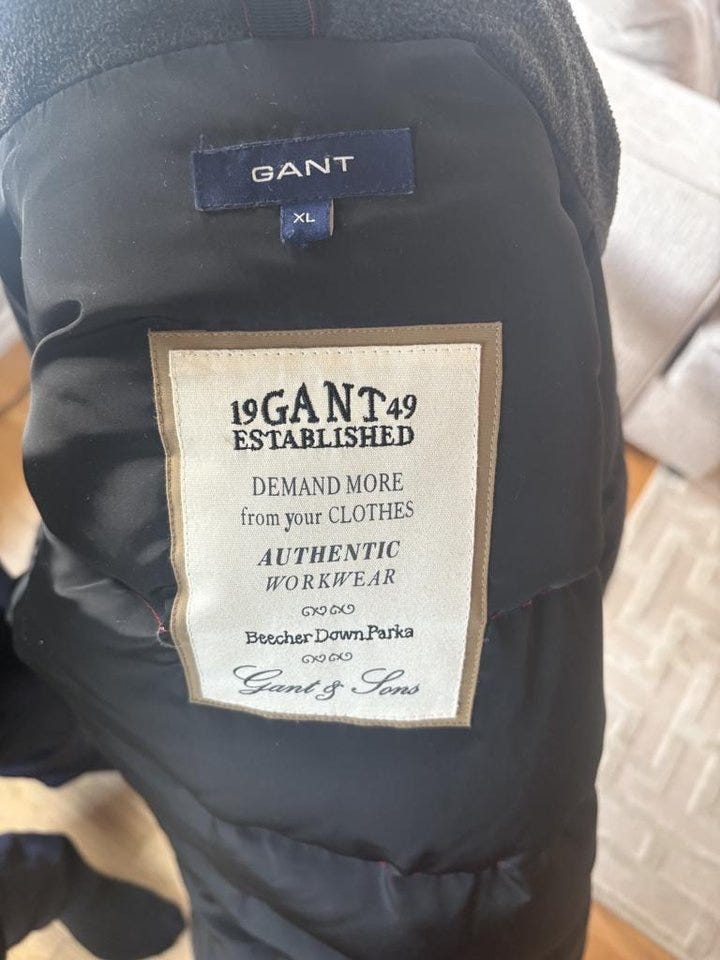 GANT
XL
19GANT49
ESTABLISHED
DEMAND MORE
from your CLOTHES
AUTHENTIC
WORKWEAR
Beecher Down Parka
Gant & Sons